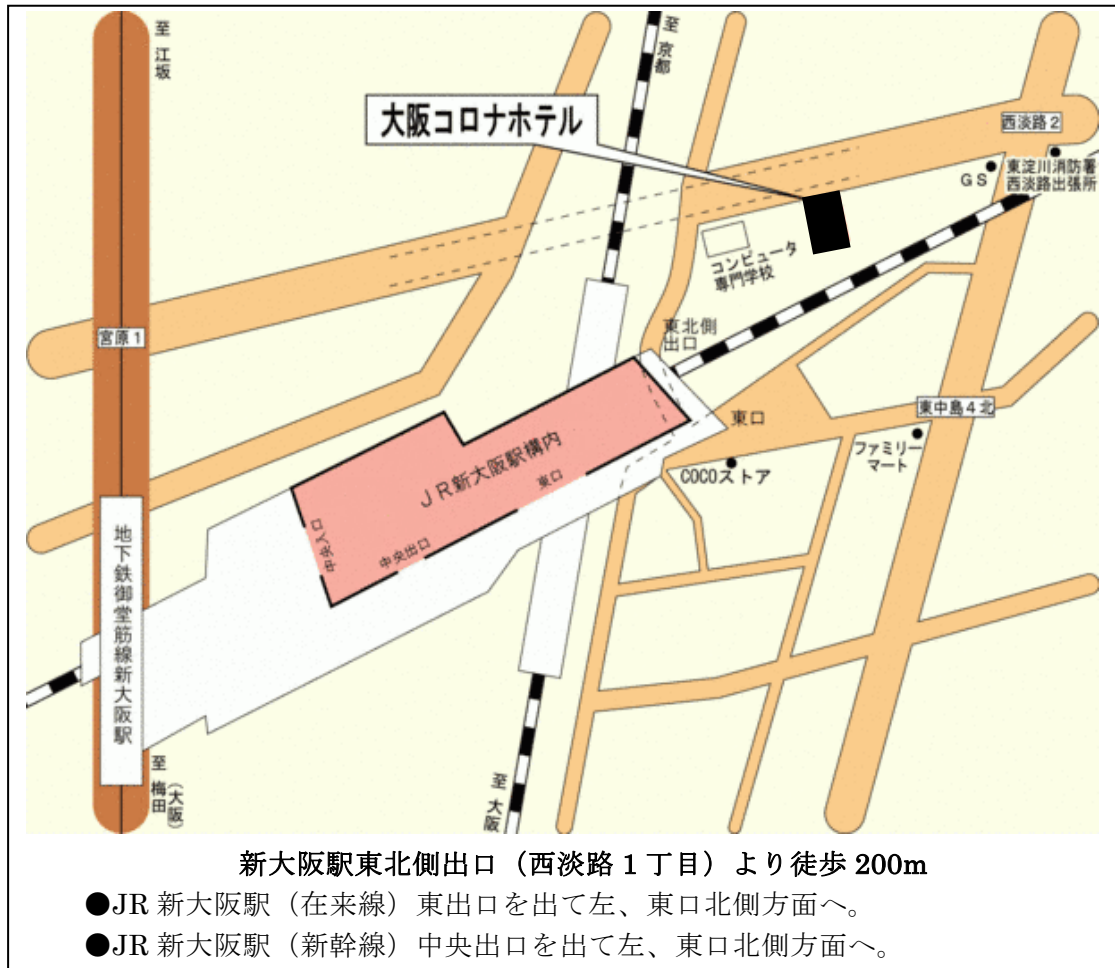 至 江坂
至 京都
大阪コロナホテル
西淡路2
GS
東淀川消防署
西淡路出張所
コンピュータ
専門学校
宮原1
東北側
出口
東口
東中島4北
ファミリー
マート
COCOストア
JR新大阪駅構内
東口
中央入口
中央出口
地下鉄御堂筋線新大阪駅
至 梅田
(大阪)
至 大阪
新大阪駅東北側出口(西淡路1丁目)より徒歩200m
●JR新大阪駅(在来線)東出口を出て左、東口北側方面へ。
●JR新大阪駅(新幹線)中央出口を出て左、東口北側方面へ。